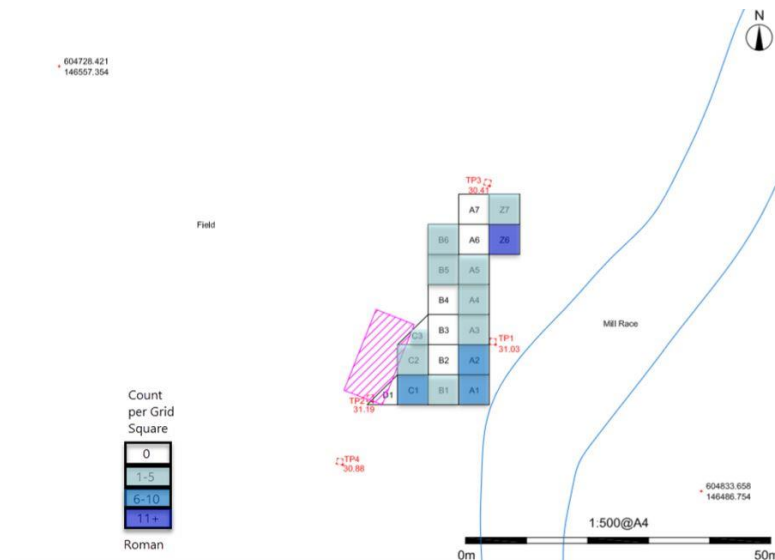 N
604728.421
146557.354
TP3
30.41
A7
Z7
Field
B6
A6
Z6
B5
A5
B4
A4
Mill Race
C3
B3
A3
TP1
31.03
C2
B2
A2
D1
C1
B1
A1
TP2
31.19
Count
per Grid
Square
0
1-5
6-10
11+
Roman
TP4
30.88
604833.658
146486.754
1:500@A4
0m
50m